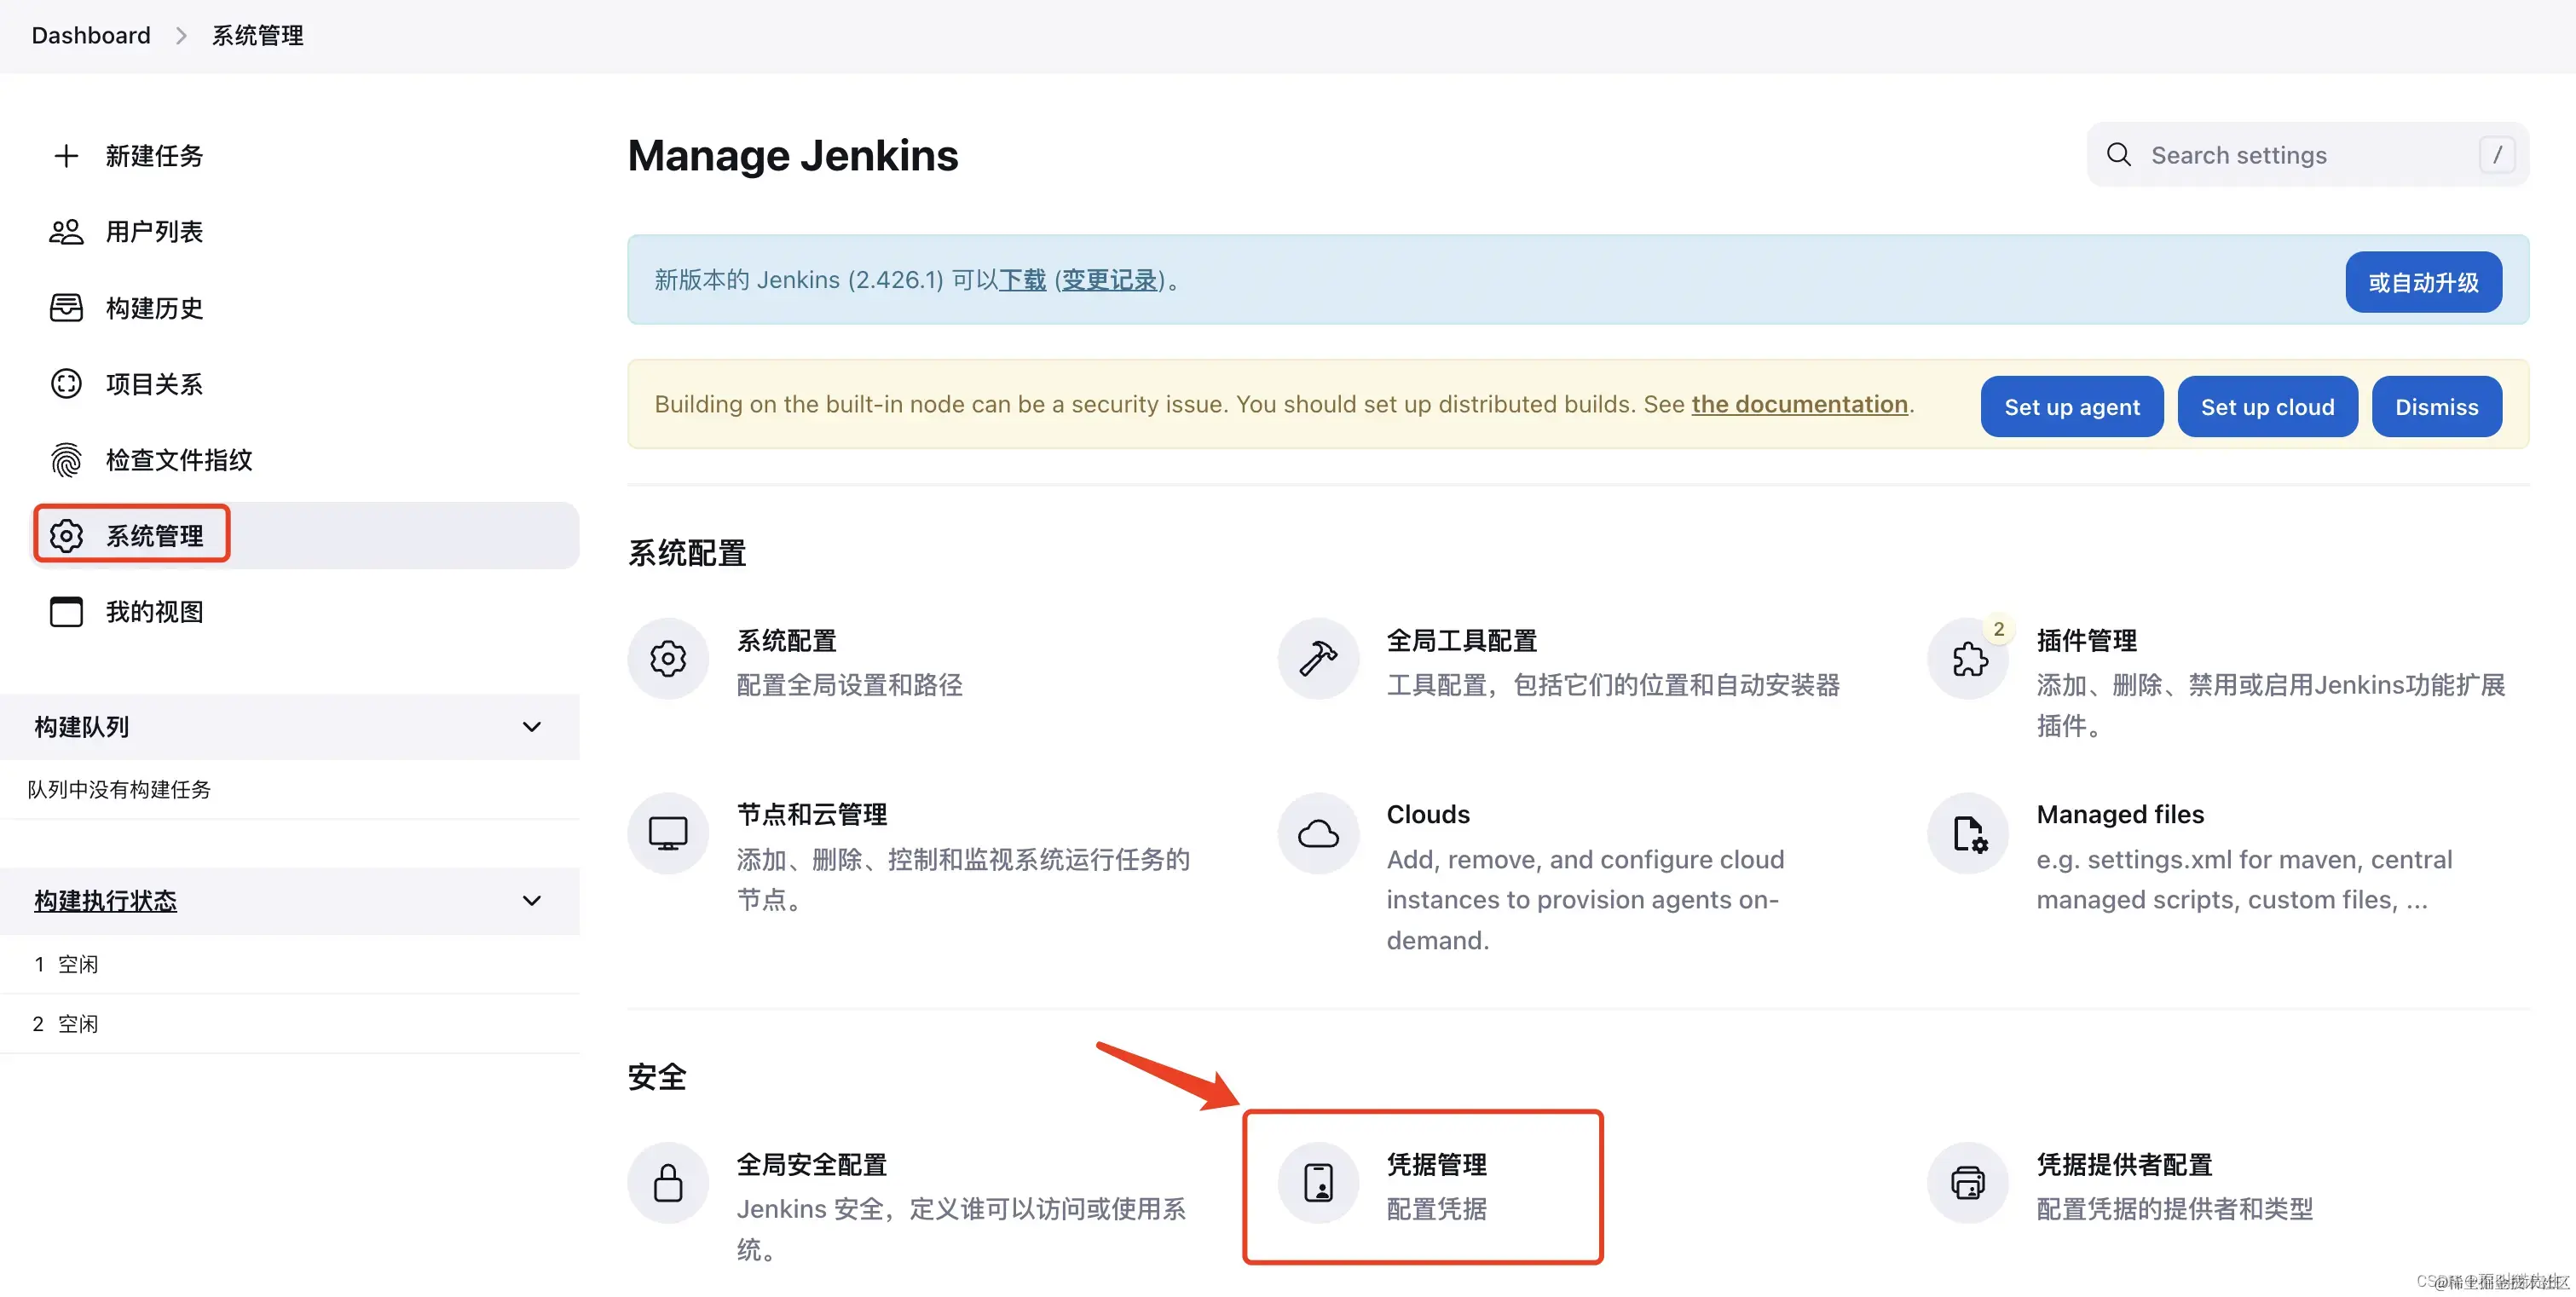 Dashboard > 系统管理
新建任务
用户列表
构建历史
项目关系
检查文件指纹
系统管理
我的视图
构建队列
队列中没有构建任务
构建执行状态
1 空闲
2 空闲
Manage Jenkins
Search settings
/
新版本的 Jenkins (2.426.1) 可以下载 (变更记录)。
或自动升级
Building on the built-in node can be a security issue. You should set up distributed builds. See the documentation.
Set up agent
Set up cloud
Dismiss
系统配置
系统配置
配置全局设置和路径
全局工具配置
工具配置，包括它们的位置和自动安装器
2
插件管理
添加、删除、禁用或启用Jenkins功能扩展
插件。
节点和云管理
添加、删除、控制和监视系统运行任务的
节点。
Clouds
Add, remove, and configure cloud
instances to provision agents on-
demand.
Managed files
e.g. settings.xml for maven, central
managed scripts, custom files, ...
安全
全局安全配置
Jenkins 安全，定义谁可以访问或使用系
统。
凭据管理
配置凭据
凭据提供者配置
配置凭据的提供者和类型
@稀土掘金技术社区